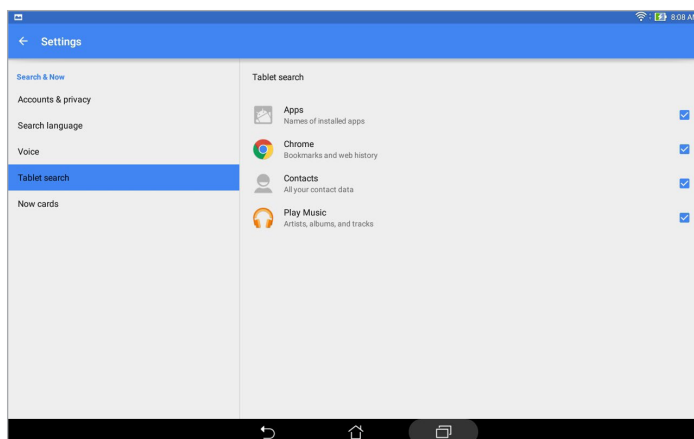 8:08 AM
Settings
Search & Now
Accounts & privacy
Search language
Voice
Tablet search
Now cards
Tablet search
Apps
Names of installed apps
Chrome
Bookmarks and web history
Contacts
All your contact data
Play Music
Artists, albums, and tracks